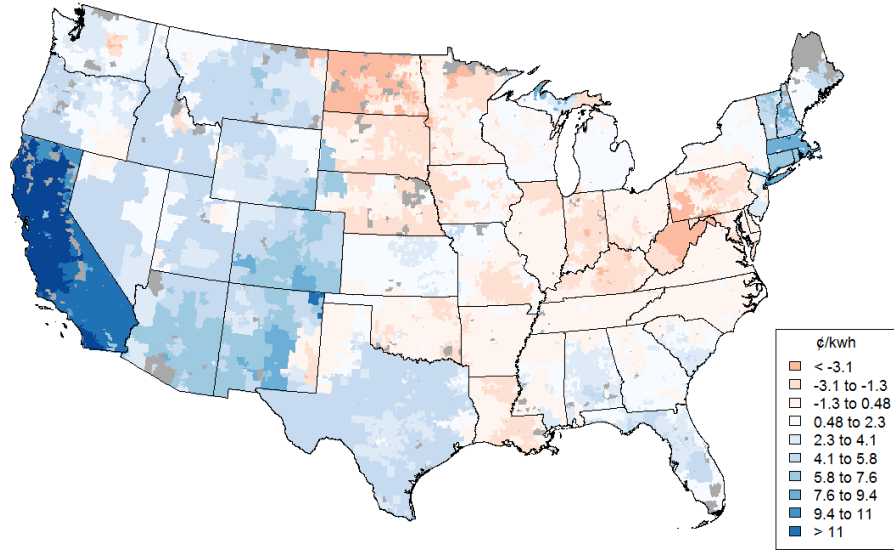 ¢/kwh
< -3.1
-3.1 to -1.3
-1.3 to 0.48
0.48 to 2.3
2.3 to 4.1
4.1 to 5.8
5.8 to 7.6
7.6 to 9.4
9.4 to 11
> 11